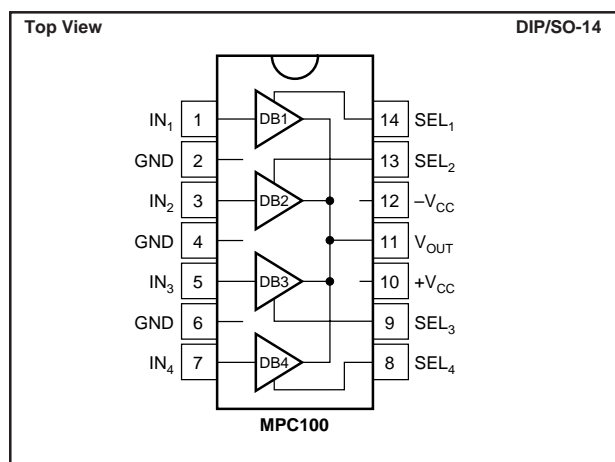 Top View DIP/SO-14
IN1 1 DB1 14 SEL1
GND 2 13 SEL2
IN2 3 DB2 12 –VCC
GND 4 11 VOUT
IN3 5 DB3 10 +VCC
GND 6 9 SEL3
IN4 7 DB4 8 SEL4
MPC100